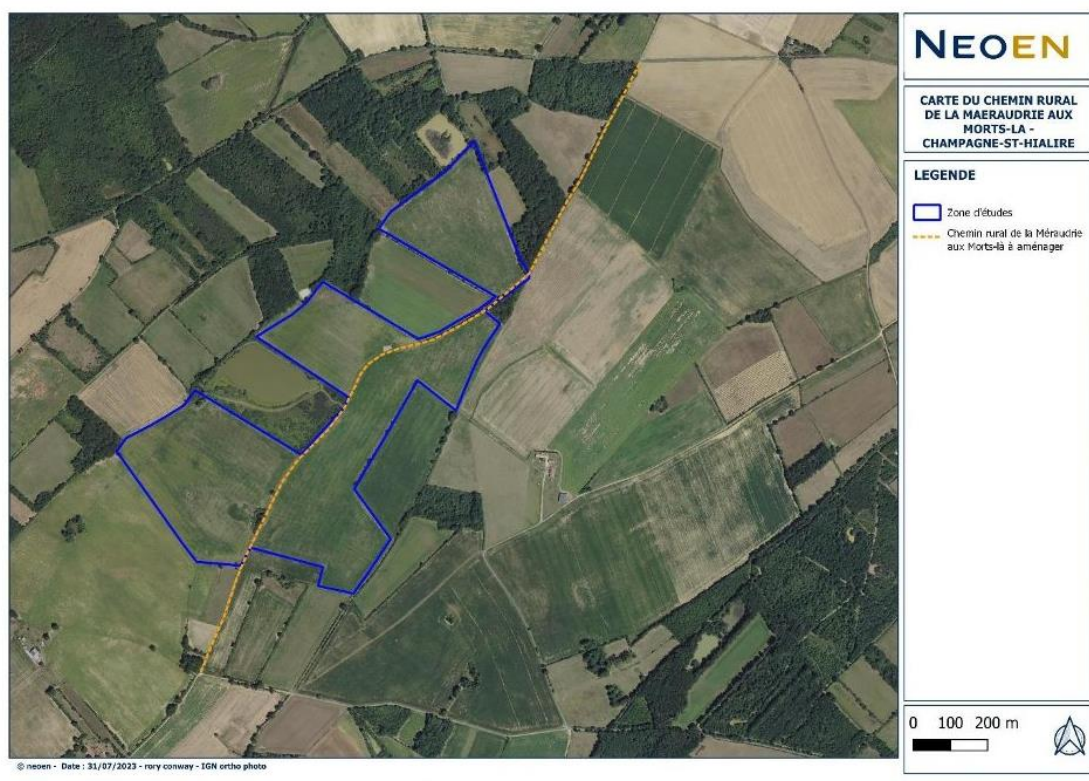 NEOEN
CARTE DU CHEMIN RURAL
DE LA MAERAUDRIE AUX
MORTS-LA -
CHAMPAGNE-ST-HIALIRE
LEGENDE
Zone d'études
Chemin rural de la Méraudrie
aux Morts-là à aménager
0 100 200 m
© neoen - Date : 31/07/2023 - rory conway - IGN ortho photo